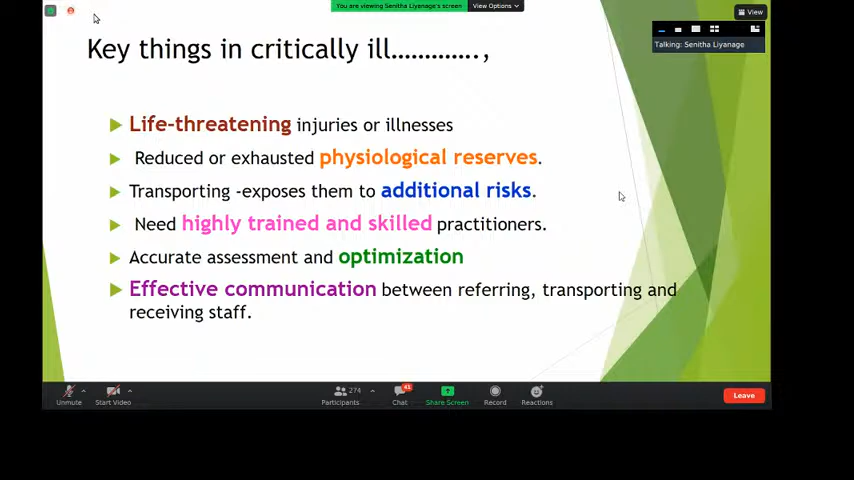 You are viewing Senitha Liyanage's screen
View Options
View
Talking: Senitha Liyanage
Key things in critically ill.............,
Life-threatening injuries or illnesses
Reduced or exhausted physiological reserves.
Transporting -exposes them to additional risks.
Need highly trained and skilled practitioners.
Accurate assessment and optimization
Effective communication between referring, transporting and
receiving staff.
274
41
Unmute
Start Video
Participants
Chat
Share Screen
Record
Reactions
Leave